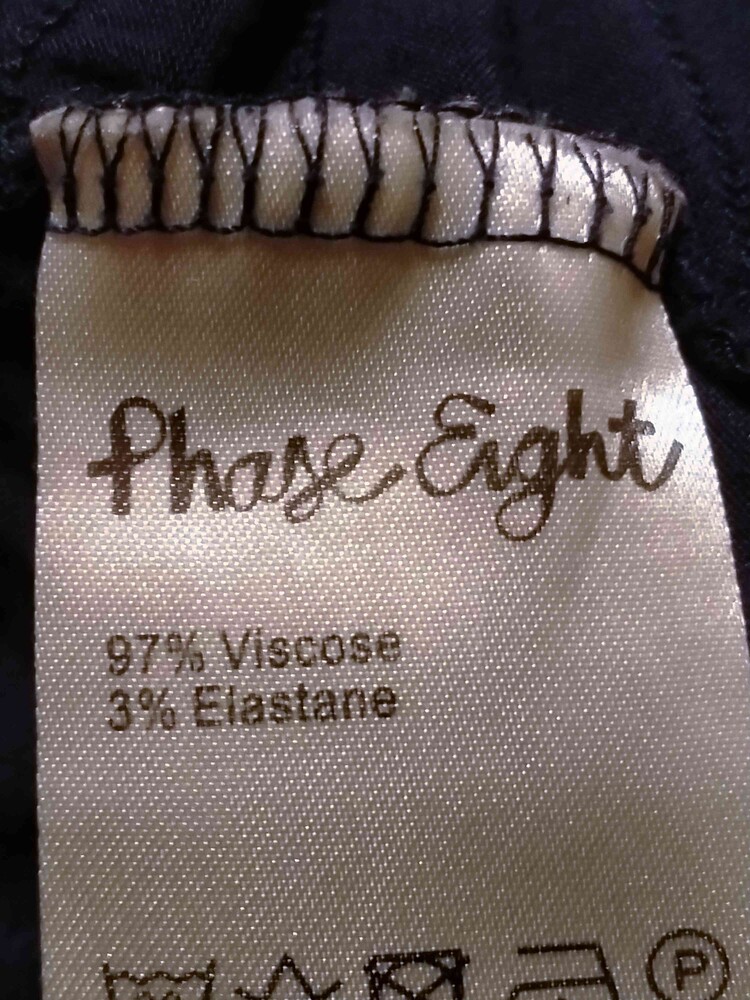 Phase Eight
97% Viscose
3% Elastane
P